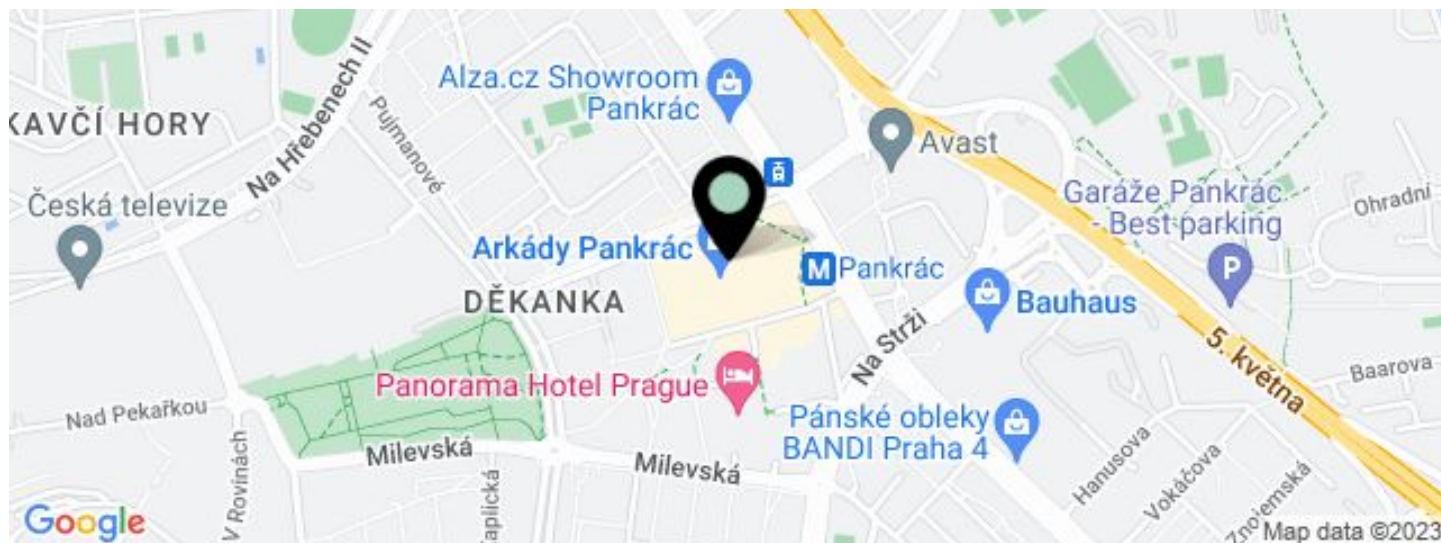 Alza.cz Showroom
Pankrác
KAVČÍ HORY
Na Hřebenech II
Pujmanové
Avast
Garáže Pankrác
- Best parking
Ohradní
Česká televize
Arkády Pankrác
M Pankrác
P
DĚKANKA
Bauhaus
Na Strži
5. května
Baarova
Panorama Hotel Prague
Nad Pekařkou
Pánské obleky
BANDI Praha 4
Milevská
Milevská
Hanusova
Vokáčova
Znojemská
V Rovinách
Kaplická
Google
Map data ©2023